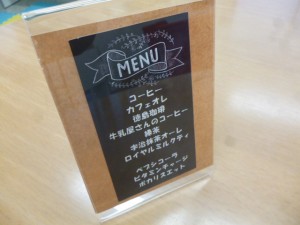 MENU
コーヒー
カフェオレ
徳島珈琲
牛乳屋さんのコーヒー
抹茶
宇治抹茶オーレ
ロイヤルミルクティ
ペプシコーラ
ビタミンチャージ
ポカリスエット